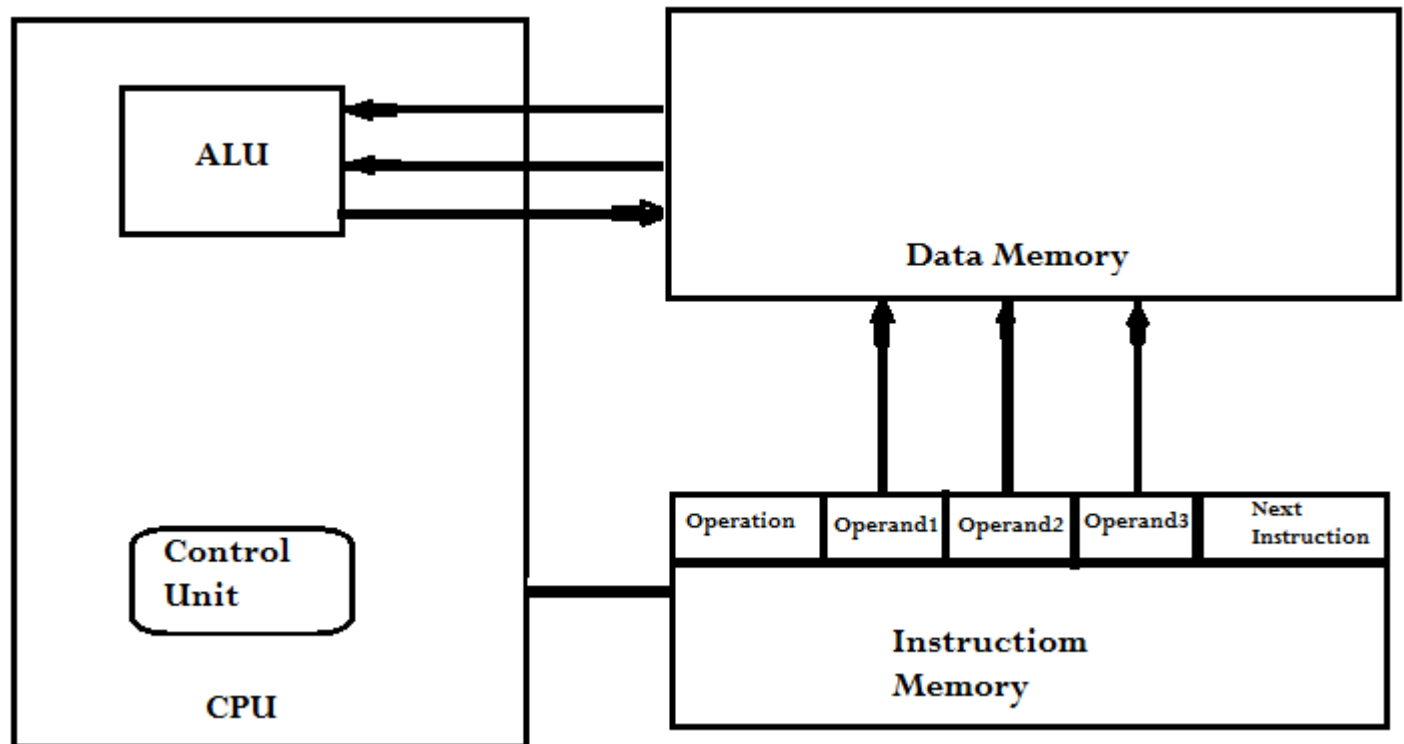 ALU
Data Memory
Operation
Operand1
Operand2
Operand3
Next
Instruction
Control
Unit
Instructiom
Memory
CPU